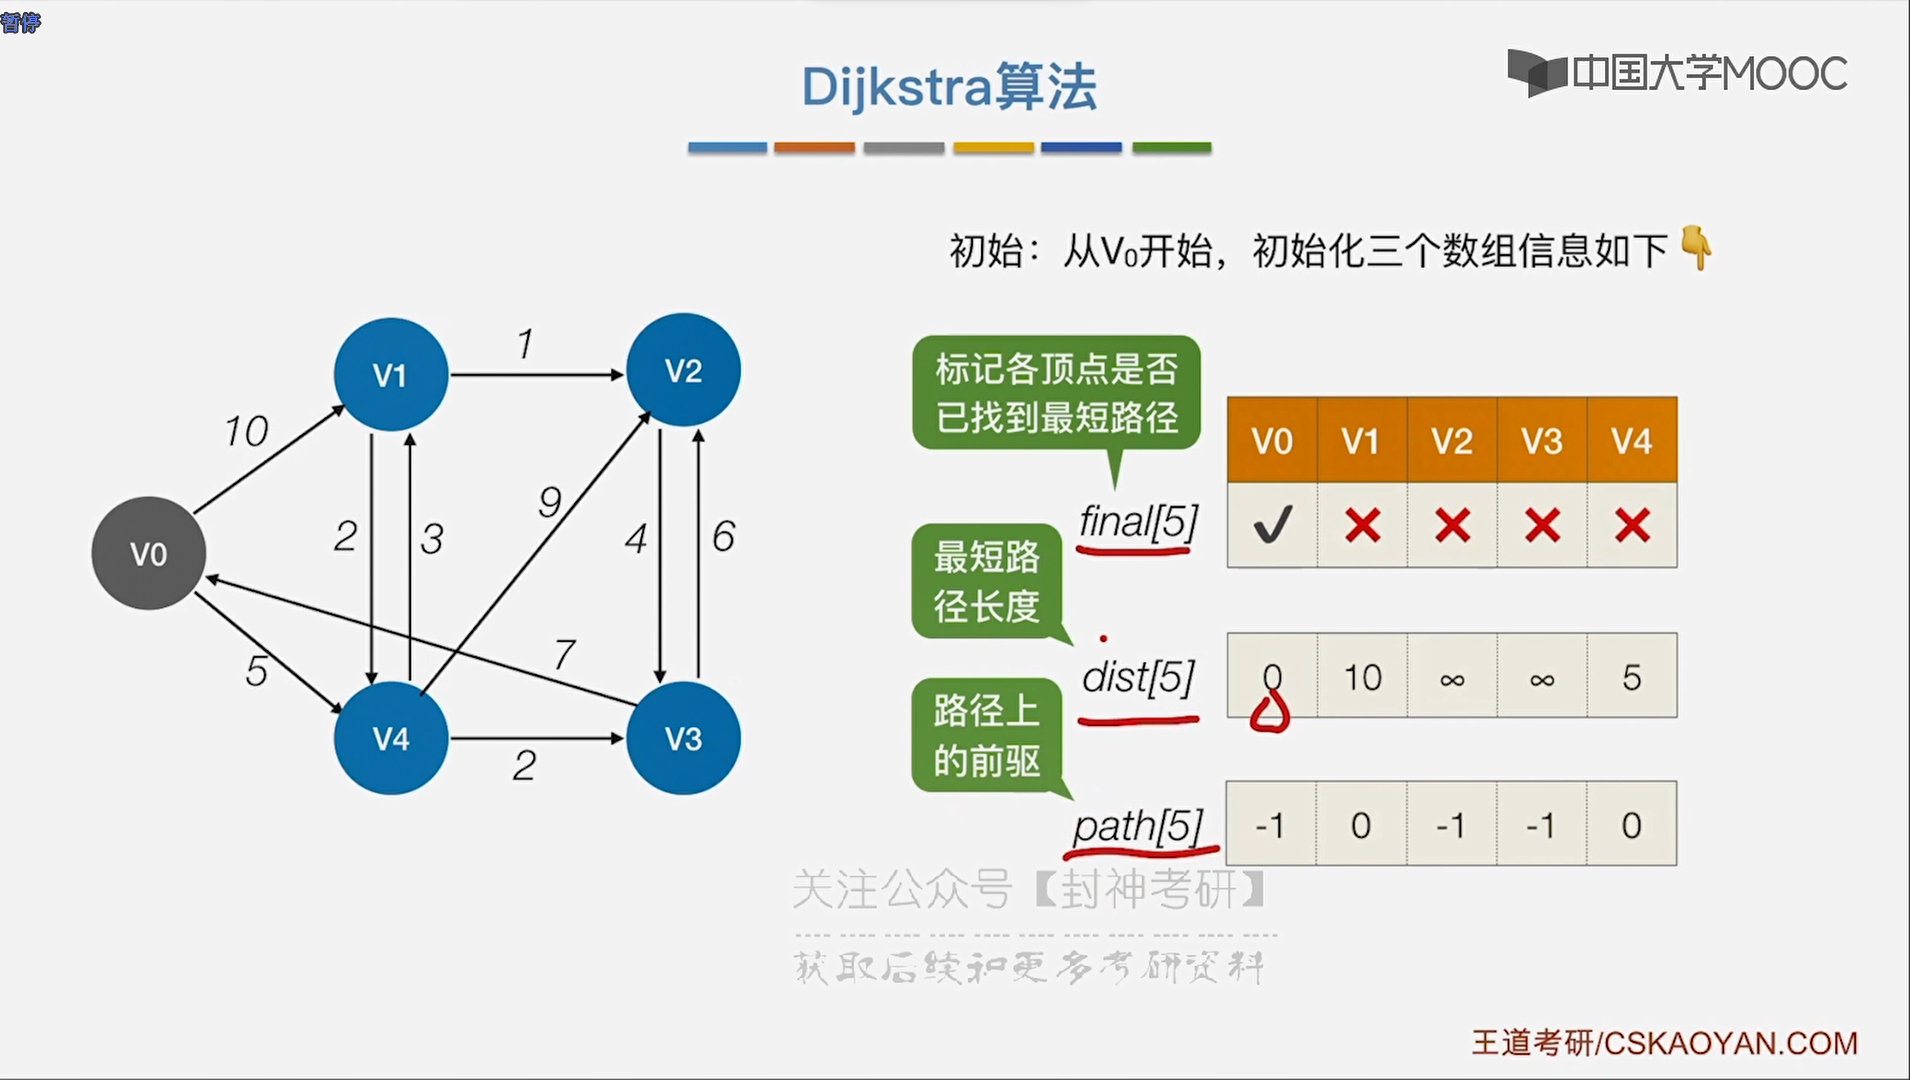 暂停
Dijkstra算法
中国大学MOOC
初始：从V₀开始，初始化三个数组信息如下👇
V1
V2
V0
V4
V3
10
1
2
3
9
4
6
7
5
2
标记各顶点是否
已找到最短路径
final[5]
V0 V1 V2 V3 V4
✓ ✗ ✗ ✗ ✗
最短路
径长度
dist[5]
0 10 ∞ ∞ 5
路径上
的前驱
path[5]
-1 0 -1 -1 0
关注公众号【封神考研】
获取后续和更多考研资料
王道考研/CSKAOYAN.COM